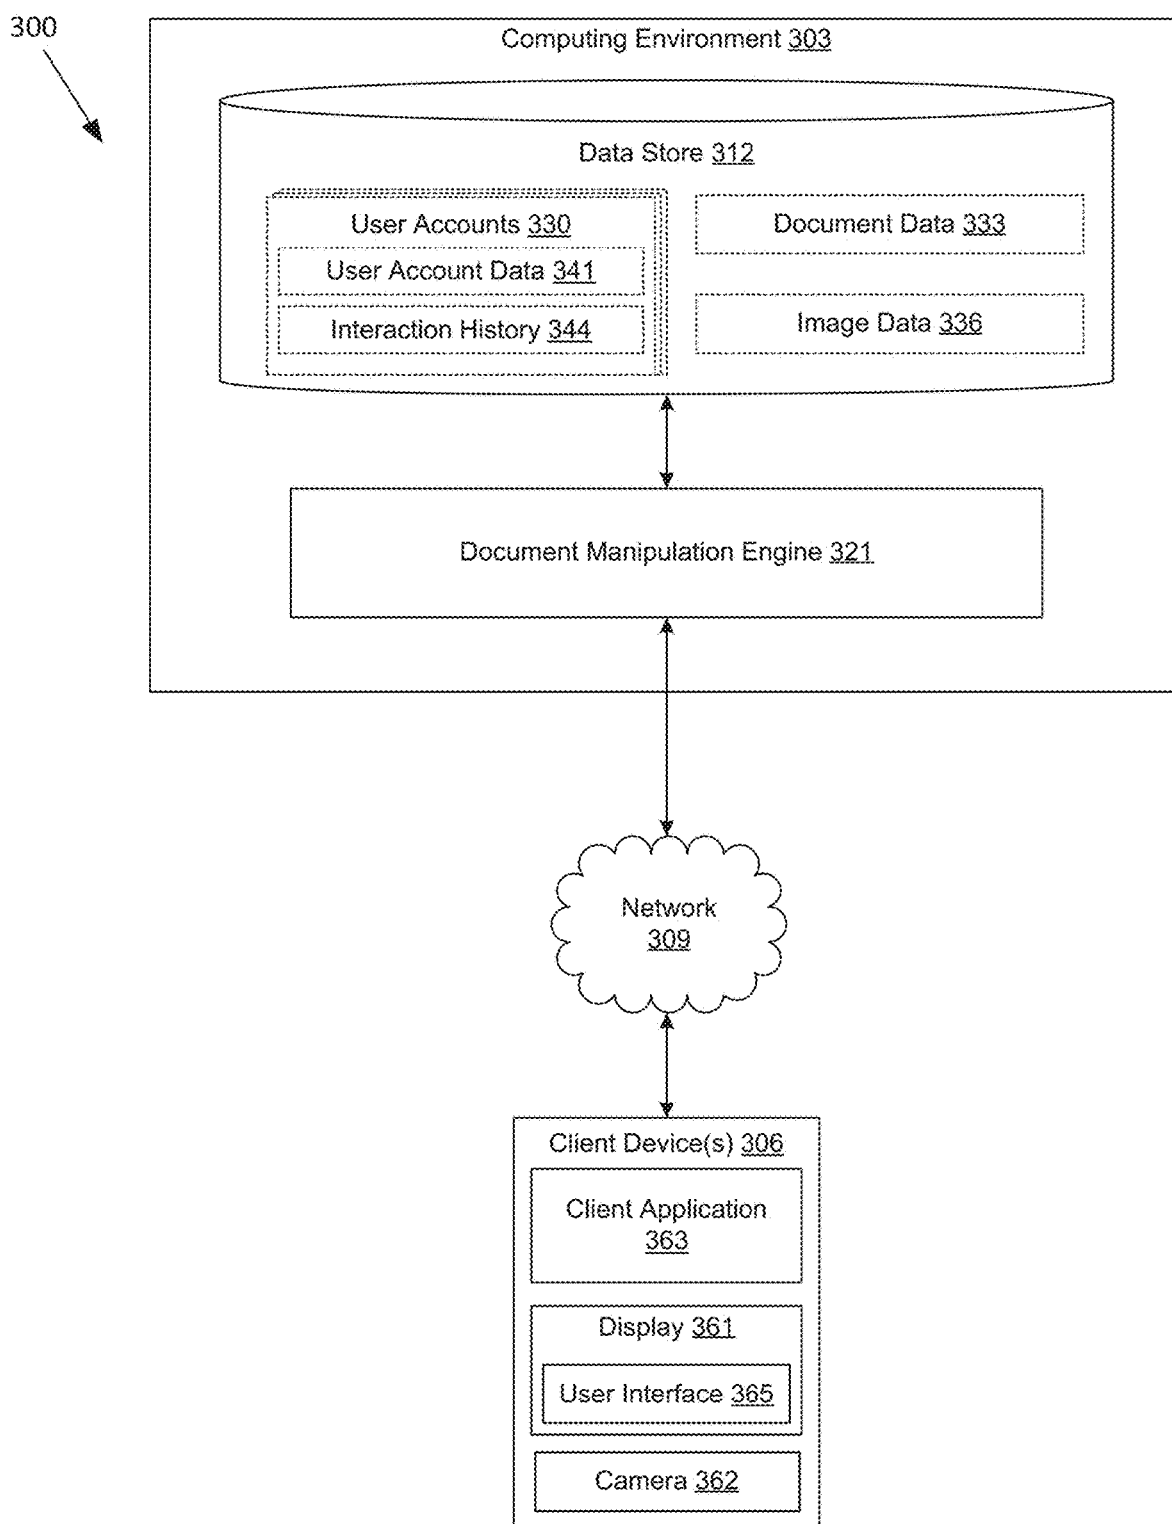 300
Computing Environment 303
Data Store 312
User Accounts 330
User Account Data 341
Interaction History 344
Document Data 333
Image Data 336
Document Manipulation Engine 321
Network
309
Client Device(s) 306
Client Application
363
Display 361
User Interface 365
Camera 362